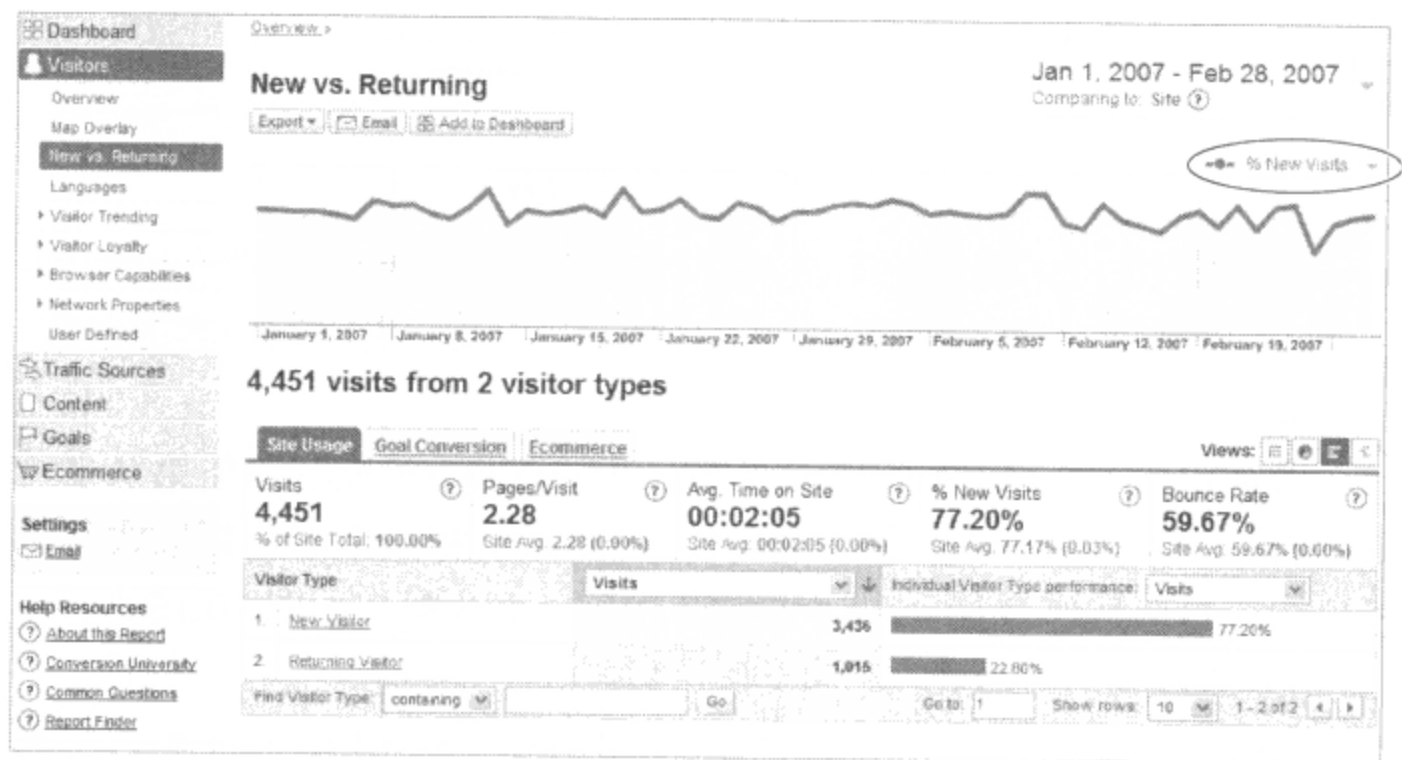 Dashboard
Visitors
Overview
Map Overlay
New vs. Returning
Languages
Visitor Trending
Visitor Loyalty
Browser Capabilities
Network Properties
User Defined
Traffic Sources
Content
Goals
Ecommerce
Settings
Email
Help Resources
About this Report
Conversion University
Common Questions
Report Finder
Overview »
New vs. Returning
Jan 1, 2007 - Feb 28, 2007
Comparing to: Site
Export Email Add to Dashboard
% New Visits
January 1, 2007 January 8, 2007 January 15, 2007 January 22, 2007 January 29, 2007 February 5, 2007 February 12, 2007 February 19, 2007
4,451 visits from 2 visitor types
Site Usage Goal Conversion Ecommerce Views:
Visits ? Pages/Visit ? Avg. Time on Site ? % New Visits ? Bounce Rate ?
4,451 2.28 00:02:05 77.20% 59.67%
% of Site Total: 100.00% Site Avg: 2.28 (0.00%) Site Avg: 00:02:05 (0.00%) Site Avg: 77.17% (0.03%) Site Avg: 59.67% (0.00%)
Visitor Type Visits Individual Visitor Type performance: Visits
1. New Visitor 3,436 77.20%
2. Returning Visitor 1,015 22.80%
Find Visitor Type: containing Go Go to: 1 Show rows: 10 1 - 2 of 2